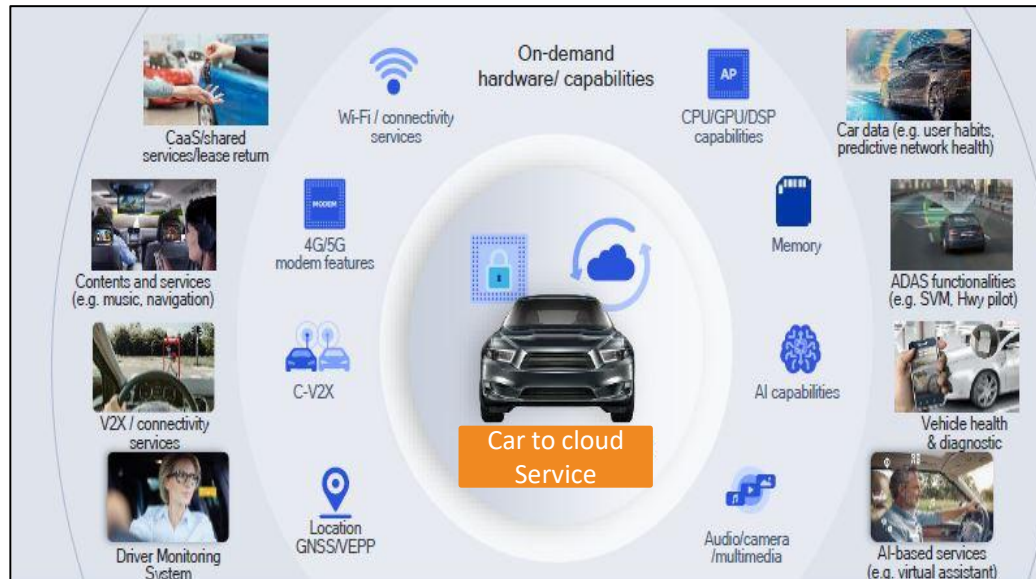 On-demand
hardware/ capabilities
CaaS/shared
services/lease return
Wi-Fi / connectivity
services
AP
CPU/GPU/DSP
capabilities
Car data (e.g. user habits,
predictive network health)
Contents and services
(e.g. music, navigation)
MODEM
4G/5G
modem features
Memory
ADAS functionalities
(e.g. SVM, Hwy pilot)
V2X / connectivity
services
C-V2X
AI capabilities
Vehicle health
& diagnostic
Car to cloud
Service
Driver Monitoring
System
Location
GNSS/VEPP
Audio/camera
/multimedia
AI-based services
(e.g. virtual assistant)